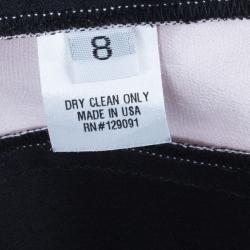 8
DRY CLEAN ONLY
MADE IN USA
RN#129091